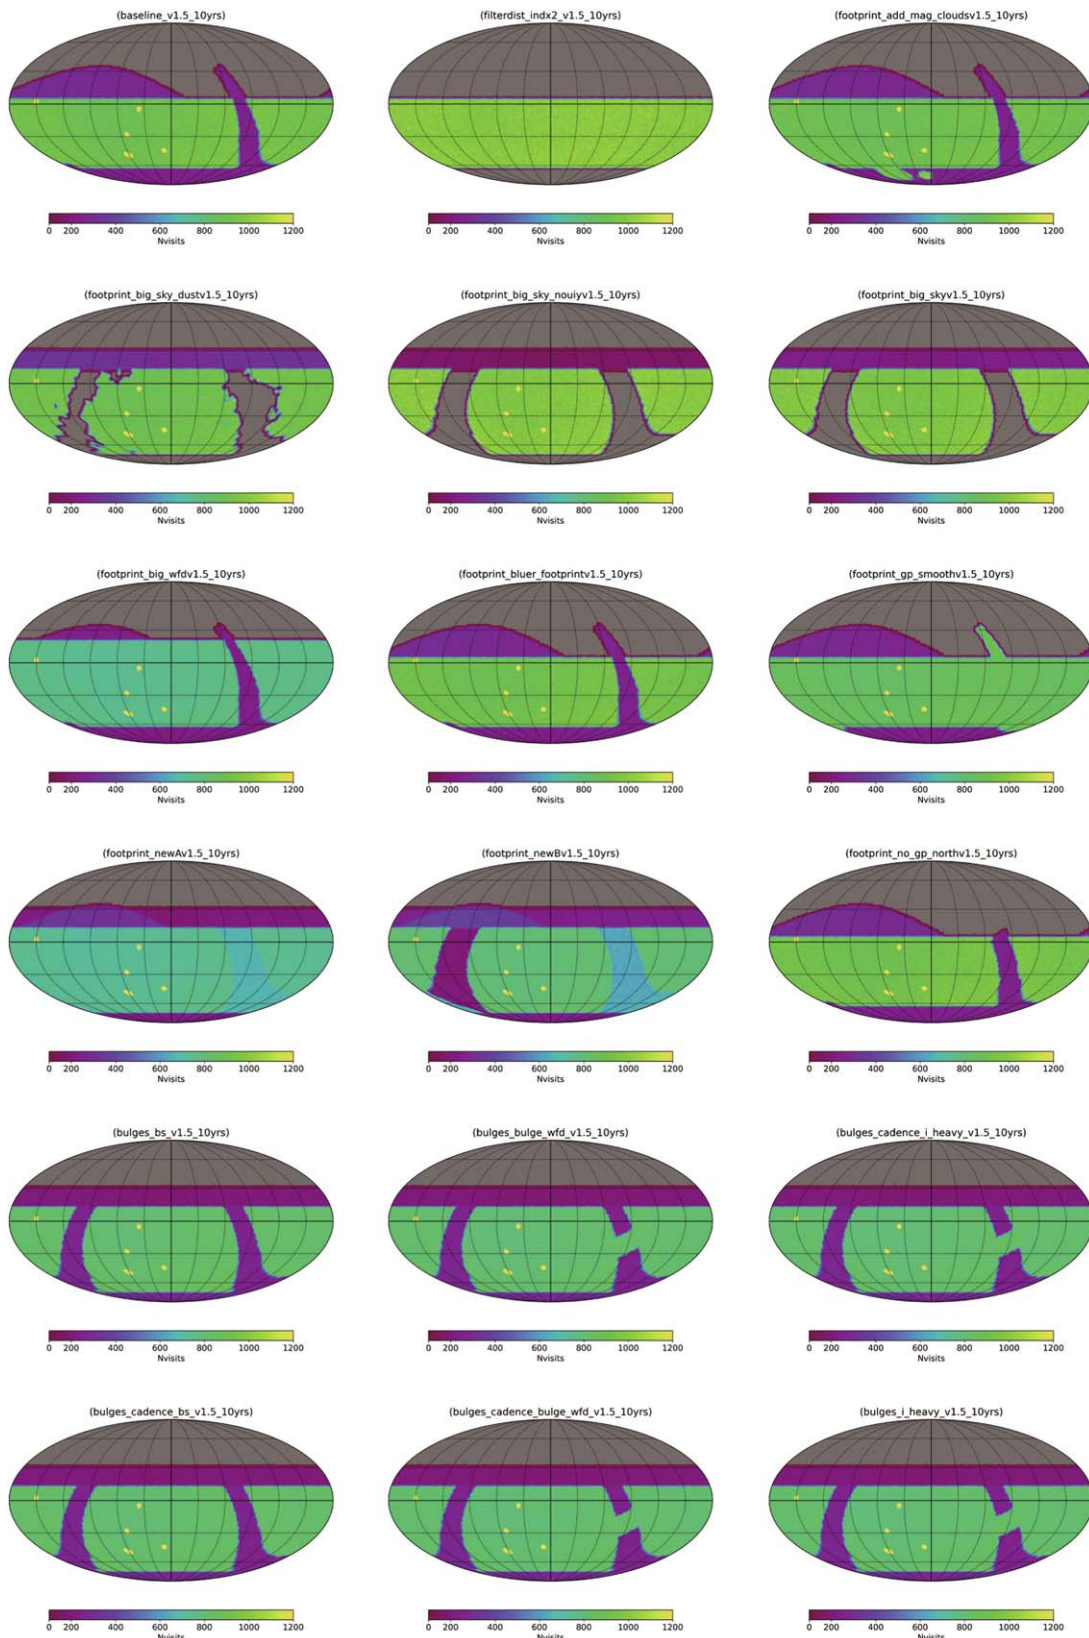 (baseline_v1.5_10yrs) (filterdist_indx2_v1.5_10yrs) (footprint_add_mag_cloudsv1.5_10yrs)
0 200 400 600 800 1000 1200 0 200 400 600 800 1000 1200 0 200 400 600 800 1000 1200
Nvisits Nvisits Nvisits
(footprint_big_sky_dustv1.5_10yrs) (footprint_big_sky_nouiyv1.5_10yrs) (footprint_big_skyv1.5_10yrs)
0 200 400 600 800 1000 1200 0 200 400 600 800 1000 1200 0 200 400 600 800 1000 1200
Nvisits Nvisits Nvisits
(footprint_big_wfdv1.5_10yrs) (footprint_bluer_footprintv1.5_10yrs) (footprint_gp_smoothv1.5_10yrs)
0 200 400 600 800 1000 1200 0 200 400 600 800 1000 1200 0 200 400 600 800 1000 1200
Nvisits Nvisits Nvisits
(footprint_newAv1.5_10yrs) (footprint_newBv1.5_10yrs) (footprint_no_gp_northv1.5_10yrs)
0 200 400 600 800 1000 1200 0 200 400 600 800 1000 1200 0 200 400 600 800 1000 1200
Nvisits Nvisits Nvisits
(bulges_bs_v1.5_10yrs) (bulges_bulge_wfd_v1.5_10yrs) (bulges_cadence_i_heavy_v1.5_10yrs)
0 200 400 600 800 1000 1200 0 200 400 600 800 1000 1200 0 200 400 600 800 1000 1200
Nvisits Nvisits Nvisits
(bulges_cadence_bs_v1.5_10yrs) (bulges_cadence_bulge_wfd_v1.5_10yrs) (bulges_i_heavy_v1.5_10yrs)
0 200 400 600 800 1000 1200 0 200 400 600 800 1000 1200 0 200 400 600 800 1000 1200
Nvisits Nvisits Nvisits